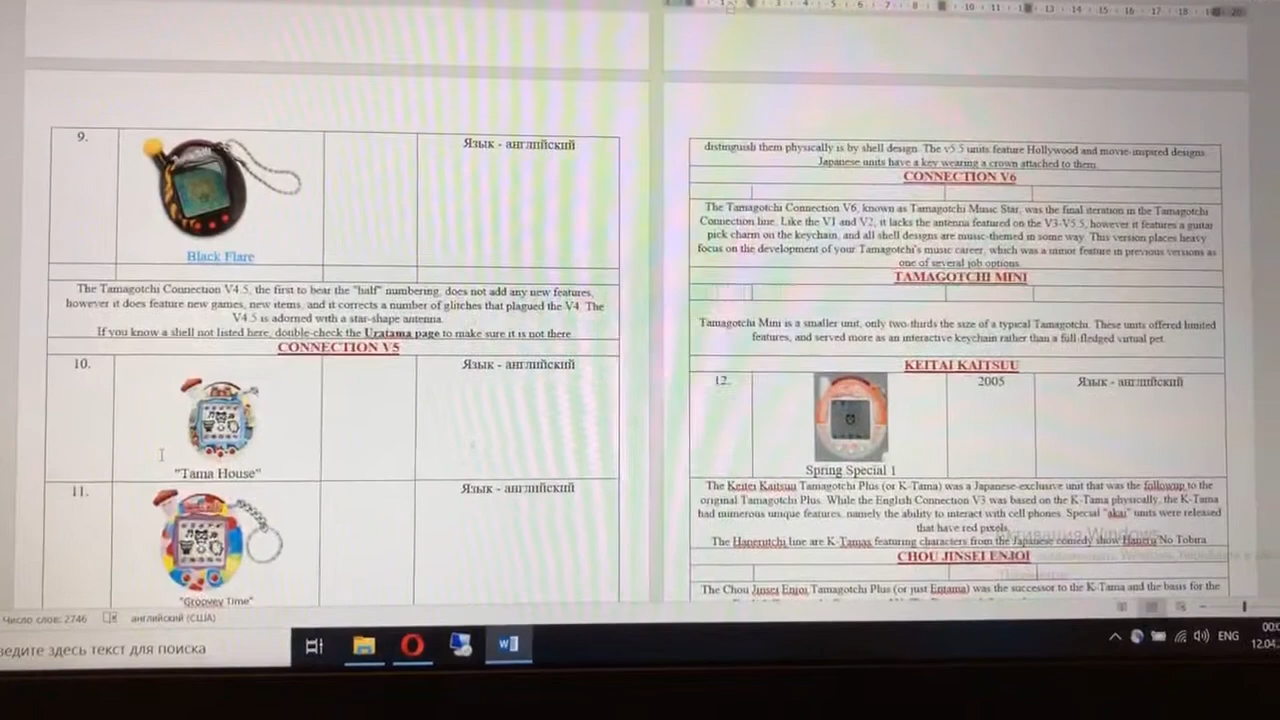 9.
Язык - английский
Black Flare
The Tamagotchi Connection V4.5, the first to bear the "half" numbering, does not add any new features,
however it does feature new games, new items, and it corrects a number of glitches that plagued the V4. The
V4.5 is adorned with a star-shape antenna.
If you know a shell not listed here, double-check the Uratama page to make sure it is not there
CONNECTION V5
10.
Язык - английский
"Tama House"
11.
Язык - английский
"Groovey Time"
distinguish them physically is by shell design. The v5.5 units feature Hollywood and movie-inspired designs.
Japanese units have a key wearing a crown attached to them.
CONNECTION V6
The Tamagotchi Connection V6, known as Tamagotchi Music Star, was the final iteration in the Tamagotchi
Connection line. Like the V1 and V2, it lacks the antenna featured on the V3-V5.5, however it features a guitar
pick charm on the keychain, and all shell designs are music-themed in some way. This version places heavy
focus on the development of your Tamagotchi's music career, which was a minor feature in previous versions as
one of several job options.
TAMAGOTCHI MINI
Tamagotchi Mini is a smaller unit, only two-thirds the size of a typical Tamagotchi. These units offered limited
features, and served more as an interactive keychain rather than a full-fledged virtual pet.
KEITAI KAITSUU
12.
2005
Язык - английский
Spring Special 1
The Keitei Kaitsuu Tamagotchi Plus (or K-Tama) was a Japanese-exclusive unit that was the followup to the
original Tamagotchi Plus. While the English Connection V3 was based on the K-Tama physically, the K-Tama
had numerous unique features, namely the ability to interact with cell phones. Special "akai" units were released
that have red pixels.
The Hanerutchi line are K-Tamas featuring characters from the Japanese comedy show Haneru No Tobira
CHOU JINSEI ENJOI
The Chou Jinsei Enjoi Tamagotchi Plus (or just Entama) was the successor to the K-Tama and the basis for the
Активация Windows
Число слов: 2746 английский (США)
ведите здесь текст для поиска
ENG
12.04.